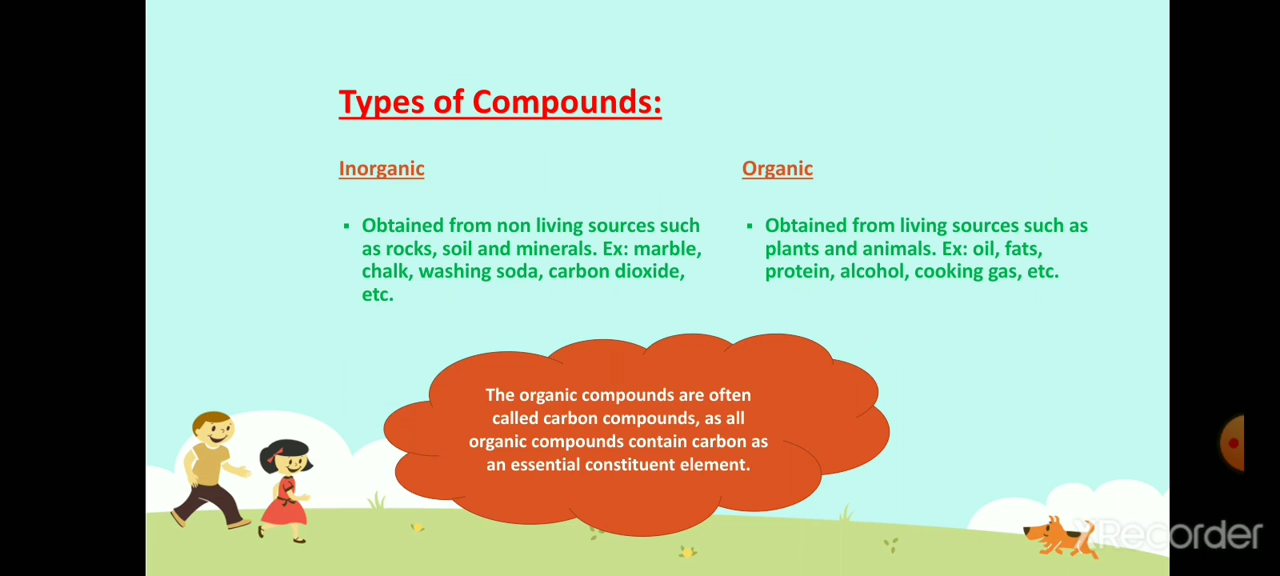 Types of Compounds:
Inorganic
▪ Obtained from non living sources such
as rocks, soil and minerals. Ex: marble,
chalk, washing soda, carbon dioxide,
etc.
Organic
▪ Obtained from living sources such as
plants and animals. Ex: oil, fats,
protein, alcohol, cooking gas, etc.
The organic compounds are often
called carbon compounds, as all
organic compounds contain carbon as
an essential constituent element.
XRecorder